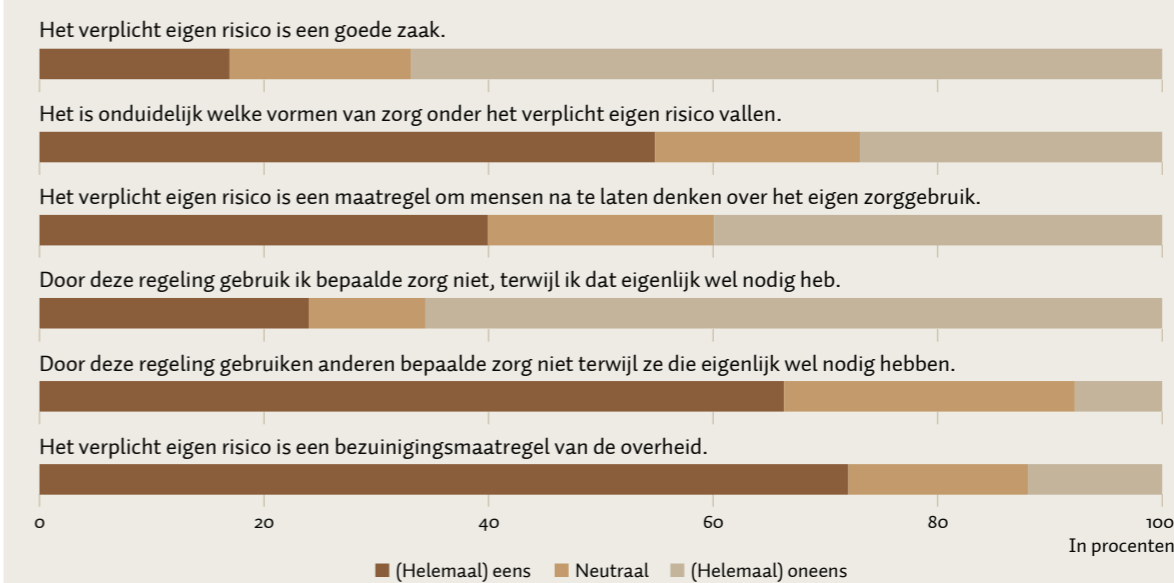 Het verplicht eigen risico is een goede zaak.
Het is onduidelijk welke vormen van zorg onder het verplicht eigen risico vallen.
Het verplicht eigen risico is een maatregel om mensen na te laten denken over het eigen zorggebruik.
Door deze regeling gebruik ik bepaalde zorg niet, terwijl ik dat eigenlijk wel nodig heb.
Door deze regeling gebruiken anderen bepaalde zorg niet terwijl ze die eigenlijk wel nodig hebben.
Het verplicht eigen risico is een bezuinigingsmaatregel van de overheid.
0 20 40 60 80 100
In procenten
(Helemaal) eens Neutraal (Helemaal) oneens